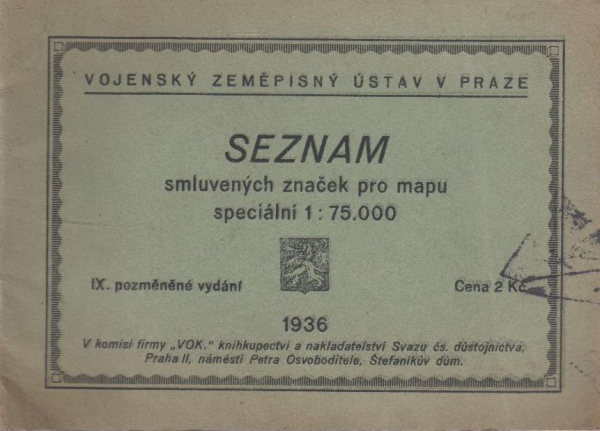 VOJENSKÝ ZEMĚPISNÝ ÚSTAV V PRAZE
SEZNAM
smluvených značek pro mapu
speciální 1 : 75.000
IX. pozměněné vydání
Cena 2 Kč
1936
V komisi firmy „VOK." knihkupectví a nakladatelství Svazu čs. důstojnictva,
Praha II, náměstí Petra Osvoboditele, Štefanikův dům.